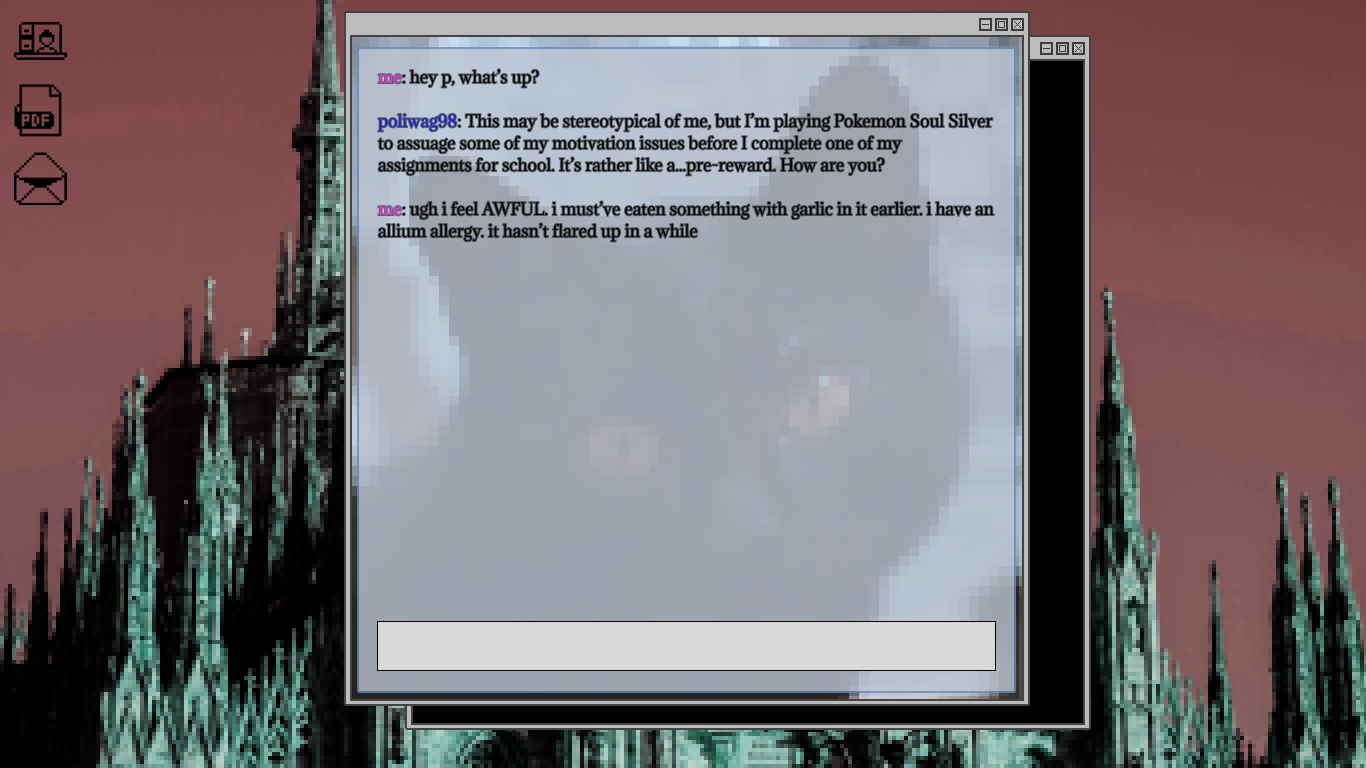 me: hey p, what's up?
poliwag98: This may be stereotypical of me, but I'm playing Pokemon Soul Silver
to assuage some of my motivation issues before I complete one of my
assignments for school. It's rather like a...pre-reward. How are you?
me: ugh i feel AWFUL. i must've eaten something with garlic in it earlier. i have an
allium allergy. it hasn't flared up in a while
PDF